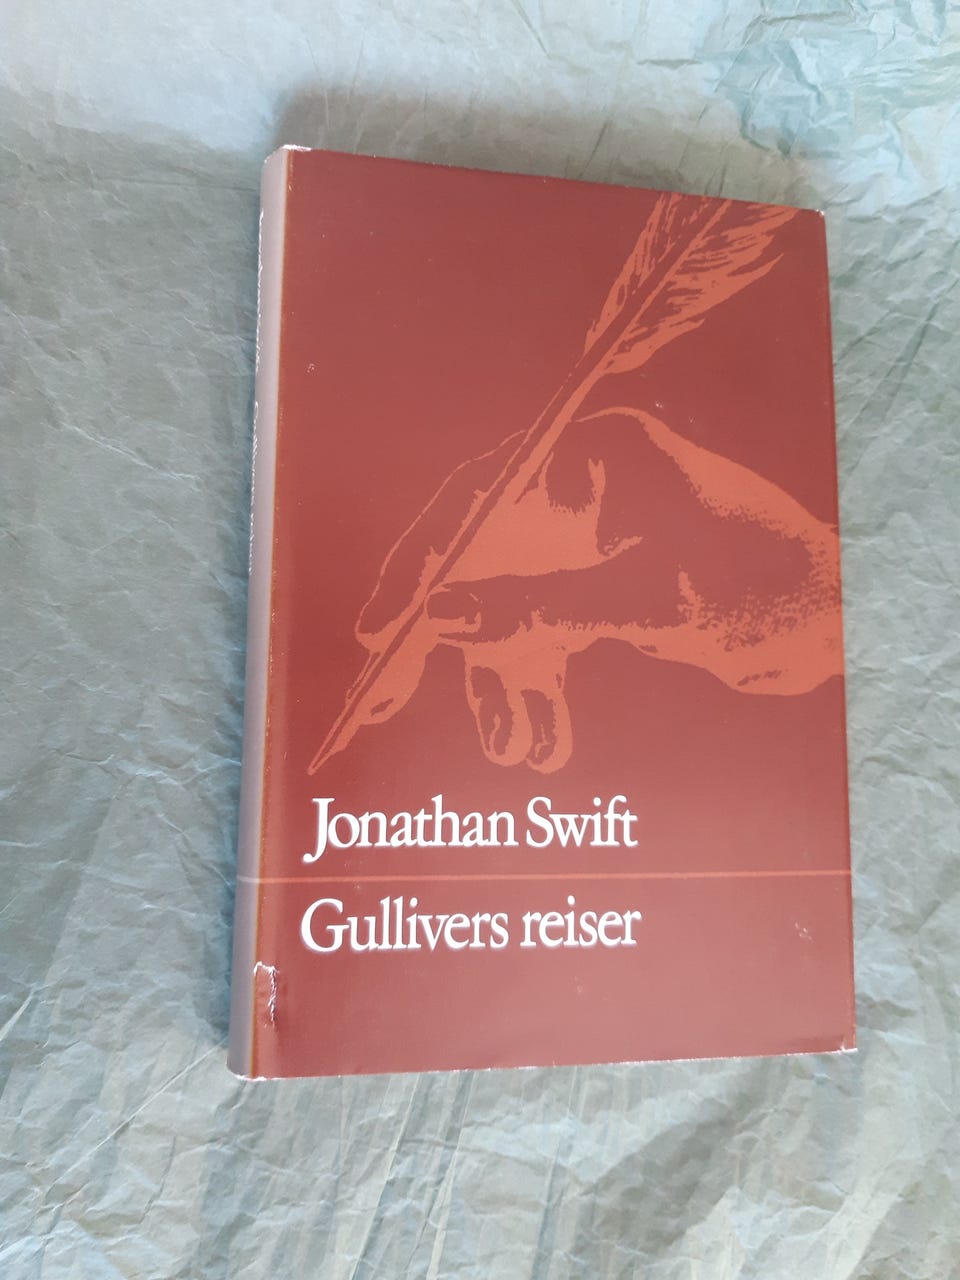 Jonathan Swift
Gullivers reiser